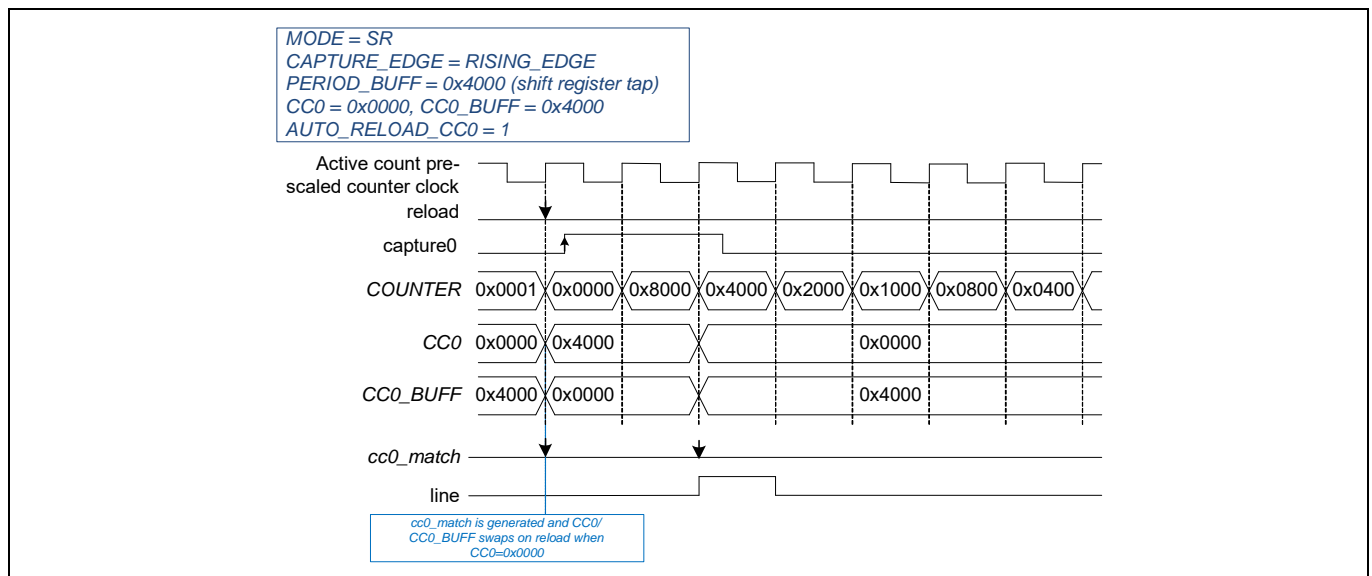 MODE = SR
CAPTURE_EDGE = RISING_EDGE
PERIOD_BUFF = 0x4000 (shift register tap)
CC0 = 0x0000, CC0_BUFF = 0x4000
AUTO_RELOAD_CC0 = 1
Active count pre-
scaled counter clock
reload
capture0
COUNTER 0x0001 0x0000 0x8000 0x4000 0x2000 0x1000 0x0800 0x0400
CC0 0x0000 0x4000 0x0000
CC0_BUFF 0x4000 0x0000 0x4000
cc0_match
line
cc0_match is generated and CC0/
CC0_BUFF swaps on reload when
CC0=0x0000